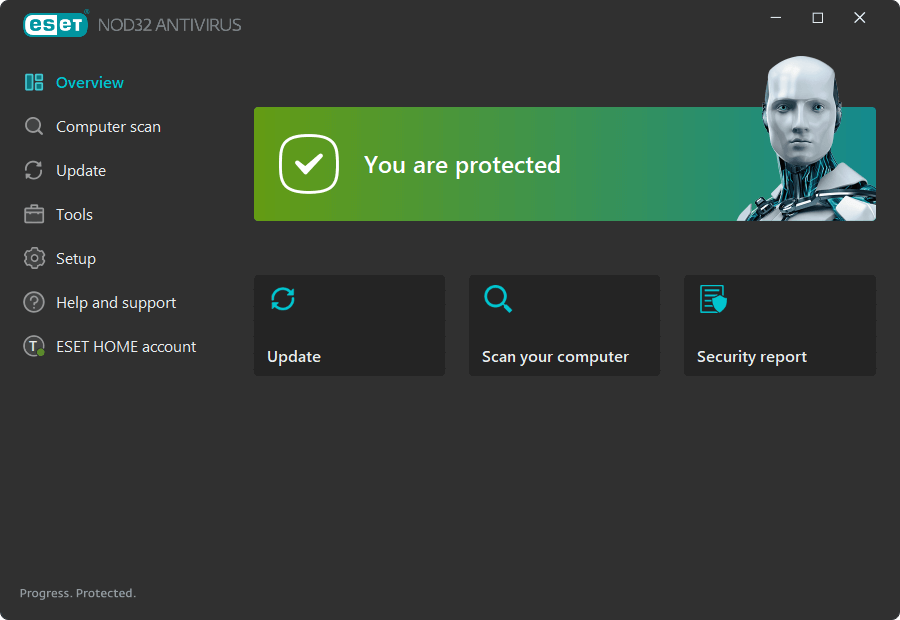 eset® NOD32 ANTIVIRUS
Overview
Computer scan
Update
Tools
Setup
Help and support
T ESET HOME account
You are protected
Update
Scan your computer
Security report
Progress. Protected.